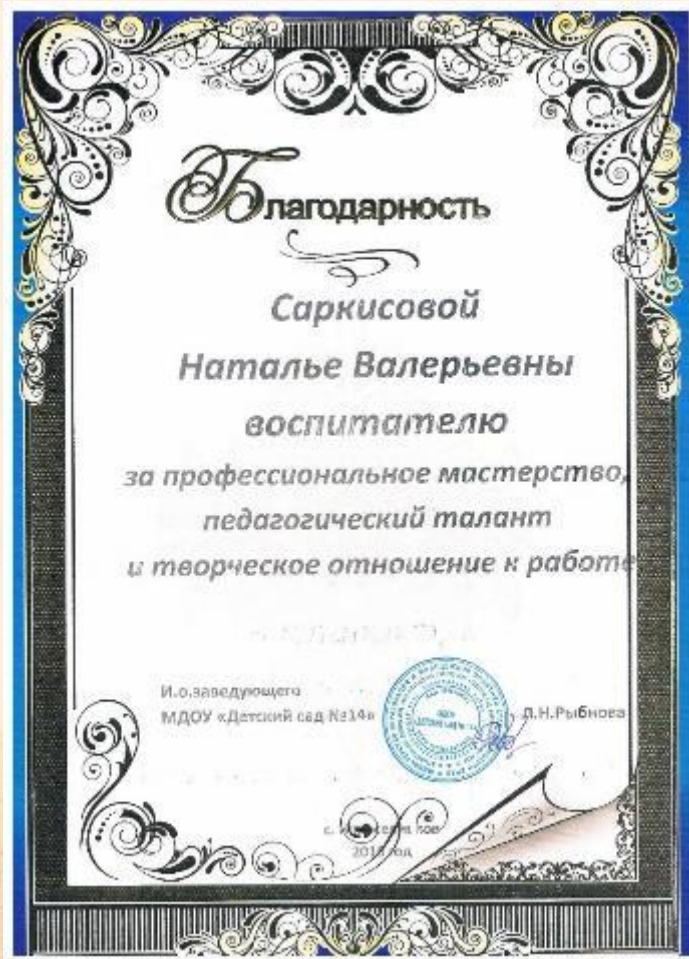 Благодарность
Саркисовой
Наталье Валерьевны
воспитателю
за профессиональное мастерство,
педагогический талант
и творческое отношение к работе
И.о.заведующего
МДОУ «Детский сад №14»
Л.Н.Рыбнова
с.
год